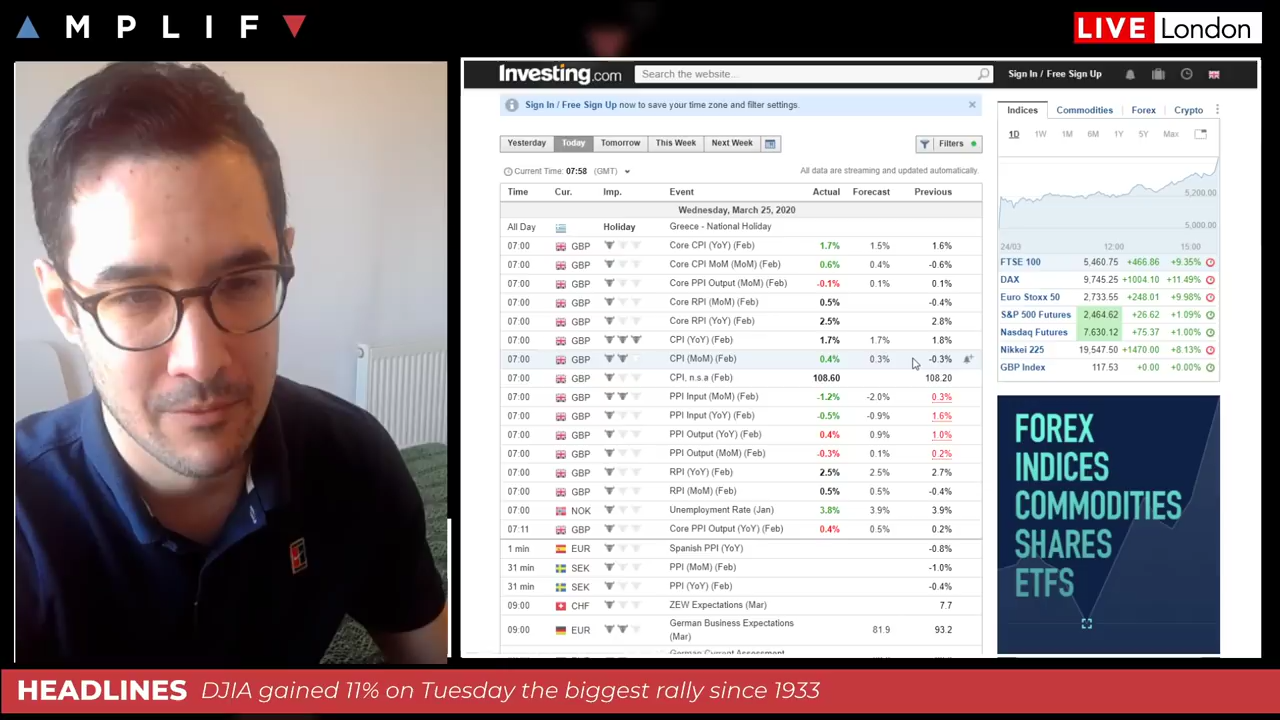 AMPLIFY
LIVE London
Investing.com
Search the website...
Sign In / Free Sign Up
Sign In / Free Sign Up now to save your time zone and filter settings.
Yesterday Today Tomorrow This Week Next Week Filters
Current Time: 07:58 (GMT) All data are streaming and updated automatically.
Time Cur. Imp. Event Actual Forecast Previous
Wednesday, March 25, 2020
All Day Holiday Greece - National Holiday
07:00 GBP Core CPI (YoY) (Feb) 1.7% 1.5% 1.6%
07:00 GBP Core CPI MoM (MoM) (Feb) 0.6% 0.4% -0.6%
07:00 GBP Core PPI Output (MoM) (Feb) -0.1% 0.1% 0.1%
07:00 GBP Core RPI (MoM) (Feb) 0.5% -0.4%
07:00 GBP Core RPI (YoY) (Feb) 2.5% 2.8%
07:00 GBP CPI (YoY) (Feb) 1.7% 1.7% 1.8%
07:00 GBP CPI (MoM) (Feb) 0.4% 0.3% -0.3%
07:00 GBP CPI, n.s.a (Feb) 108.60 108.20
07:00 GBP PPI Input (MoM) (Feb) -1.2% -2.0% 0.3%
07:00 GBP PPI Input (YoY) (Feb) -0.5% -0.9% 1.6%
07:00 GBP PPI Output (YoY) (Feb) 0.4% 0.9% 1.0%
07:00 GBP PPI Output (MoM) (Feb) -0.3% 0.1% 0.2%
07:00 GBP RPI (YoY) (Feb) 2.5% 2.5% 2.7%
07:00 GBP RPI (MoM) (Feb) 0.5% 0.5% -0.4%
07:00 NOK Unemployment Rate (Jan) 3.8% 3.9% 3.9%
07:11 GBP Core PPI Output (YoY) (Feb) 0.4% 0.5% 0.2%
1 min EUR Spanish PPI (YoY) -0.8%
31 min SEK PPI (MoM) (Feb) -1.0%
31 min SEK PPI (YoY) (Feb) -0.4%
09:00 CHF ZEW Expectations (Mar) 7.7
09:00 EUR German Business Expectations (Mar) 81.9 93.2
German Current Assessment
Indices Commodities Forex Crypto
1D 1W 1M 6M 1Y 5Y Max
5,200.00
5,000.00
24/03 12:00 15:00
FTSE 100 5,460.75 +466.86 +9.35%
DAX 9,745.25 +1004.10 +11.49%
Euro Stoxx 50 2,733.55 +248.01 +9.98%
S&P 500 Futures 2,464.62 +26.62 +1.09%
Nasdaq Futures 7,630.12 +75.37 +1.00%
Nikkei 225 19,547.50 +1470.00 +8.13%
GBP Index 117.53 +0.00 +0.00%
FOREX
INDICES
COMMODITIES
SHARES
ETFS
HEADLINES DJIA gained 11% on Tuesday the biggest rally since 1933